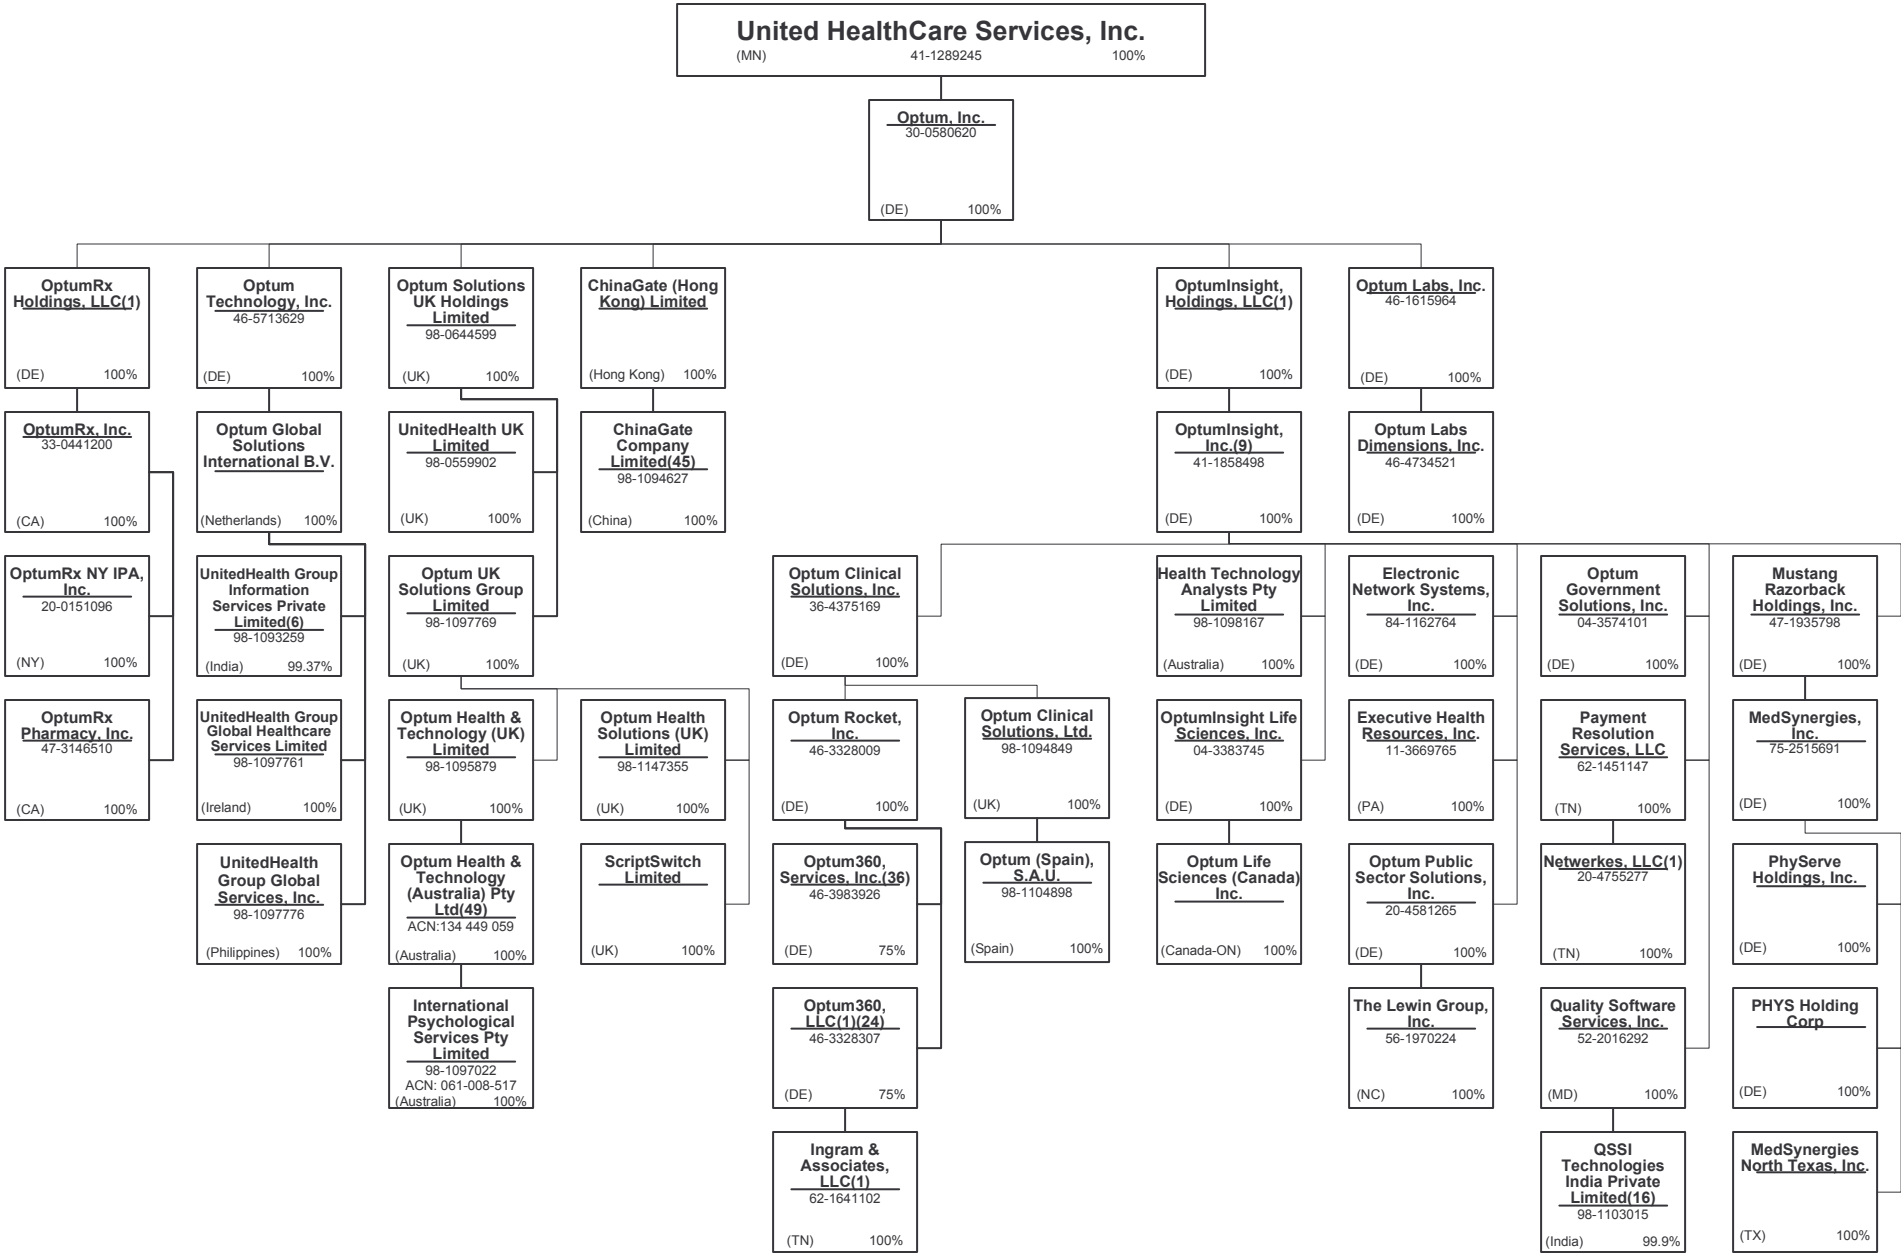 United HealthCare Services, Inc.
(MN) 41-1289245 100%
Optum, Inc.
30-0580620
(DE) 100%
OptumRx
Holdings, LLC(1)
(DE) 100%
Optum
Technology, Inc.
46-5713629
(DE) 100%
Optum Solutions
UK Holdings
Limited
98-0644599
(UK) 100%
ChinaGate (Hong
Kong) Limited
(Hong Kong) 100%
OptumInsight,
Holdings, LLC(1)
(DE) 100%
Optum Labs, Inc.
46-1615964
(DE) 100%
OptumRx, Inc.
33-0441200
(CA) 100%
Optum Global
Solutions
International B.V.
(Netherlands) 100%
UnitedHealth UK
Limited
98-0559902
(UK) 100%
ChinaGate
Company
Limited(45)
98-1094627
(China) 100%
OptumInsight,
Inc.(9)
41-1858498
(DE) 100%
Optum Labs
Dimensions, Inc.
46-4734521
(DE) 100%
OptumRx NY IPA,
Inc.
20-0151096
(NY) 100%
UnitedHealth Group
Information
Services Private
Limited(6)
98-1093259
(India) 99.37%
Optum UK
Solutions Group
Limited
98-1097769
(UK) 100%
Optum Clinical
Solutions, Inc.
36-4375169
(DE) 100%
Health Technology
Analysts Pty
Limited
98-1098167
(Australia) 100%
Electronic
Network Systems,
Inc.
84-1162764
(DE) 100%
Optum
Government
Solutions, Inc.
04-3574101
(DE) 100%
Mustang
Razorback
Holdings, Inc.
47-1935798
(DE) 100%
OptumRx
Pharmacy, Inc.
47-3146510
(CA) 100%
UnitedHealth Group
Global Healthcare
Services Limited
98-1097761
(Ireland) 100%
Optum Health &
Technology (UK)
Limited
98-1095879
(UK) 100%
Optum Health
Solutions (UK)
Limited
98-1147355
(UK) 100%
Optum Rocket,
Inc.
46-3328009
(DE) 100%
Optum Clinical
Solutions, Ltd.
98-1094849
(UK) 100%
OptumInsight Life
Sciences, Inc.
04-3383745
(DE) 100%
Executive Health
Resources, Inc.
11-3669765
(PA) 100%
Payment
Resolution
Services, LLC
62-1451147
(TN) 100%
MedSynergies,
Inc.
75-2515691
(DE) 100%
UnitedHealth
Group Global
Services, Inc.
98-1097776
(Philippines) 100%
Optum Health &
Technology
(Australia) Pty
Ltd(49)
ACN:134 449 059
(Australia) 100%
ScriptSwitch
Limited
(UK) 100%
Optum360,
Services, Inc.(36)
46-3983926
(DE) 75%
Optum (Spain),
S.A.U.
98-1104898
(Spain) 100%
Optum Life
Sciences (Canada)
Inc.
(Canada-ON) 100%
Optum Public
Sector Solutions,
Inc.
20-4581265
(DE) 100%
Netwerkes, LLC(1)
20-4755277
(TN) 100%
PhyServe
Holdings, Inc.
(DE) 100%
International
Psychological
Services Pty
Limited
98-1097022
ACN: 061-008-517
(Australia) 100%
Optum360,
LLC(1)(24)
46-3328307
(DE) 75%
The Lewin Group,
Inc.
56-1970224
(NC) 100%
Quality Software
Services, Inc.
52-2016292
(MD) 100%
PHYS Holding
Corp
(DE) 100%
Ingram &
Associates,
LLC(1)
62-1641102
(TN) 100%
QSSI
Technologies
India Private
Limited(16)
98-1103015
(India) 99.9%
MedSynergies
North Texas, Inc.
(TX) 100%